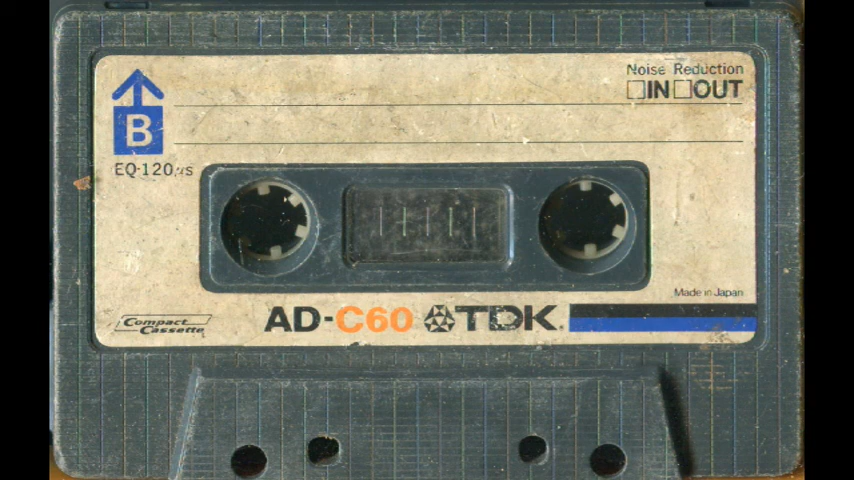 Noise Reduction
□IN □OUT
B
EQ-120µs
Made in Japan
Compact
Cassette
AD-C60 TDK